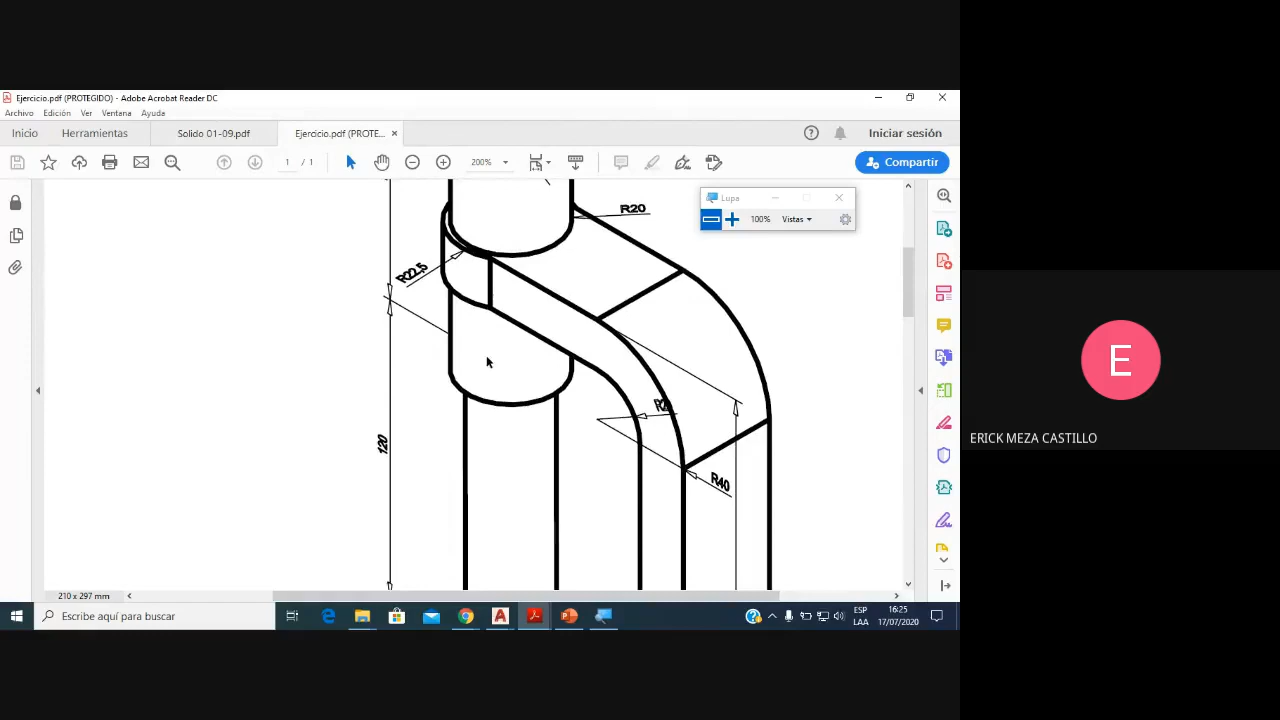 Ejercicio.pdf (PROTEGIDO) - Adobe Acrobat Reader DC
Archivo Edición Ver Ventana Ayuda
Inicio Herramientas Solido 01-09.pdf Ejercicio.pdf (PROTE... Iniciar sesión
1 / 1 200% Compartir
Lupa
100% Vistas
R20
R22,5
120
R40
210 x 297 mm
ERICK MEZA CASTILLO
E
Escribe aquí para buscar
ESP
LAA
16:25
17/07/2020